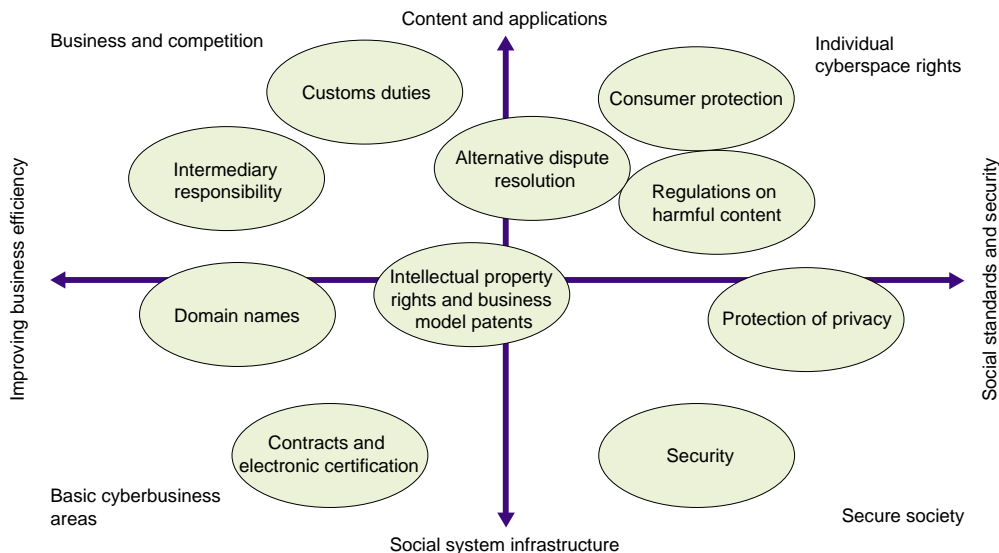 Content and applications
Business and competition
Individual
cyberspace rights
Customs duties
Consumer protection
Alternative dispute
resolution
Intermediary
responsibility
Regulations on
harmful content
Improving business efficiency
Social standards and security
Intellectual property
rights and business
model patents
Domain names
Protection of privacy
Contracts and
electronic certification
Security
Basic cyberbusiness
areas
Secure society
Social system infrastructure